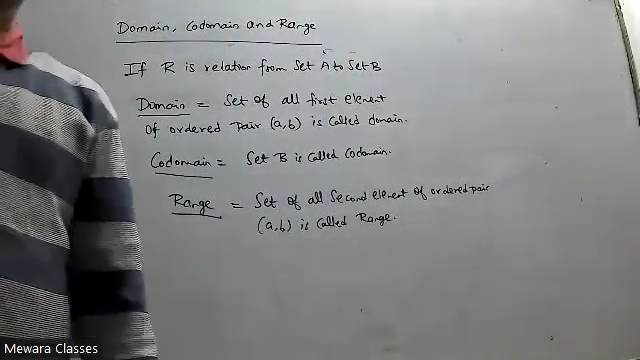 Domain, Codomain and Range
If R is relation from Set A to Set B
Domain = Set of all first element
of ordered pair (a,b) is called domain.
Codomain = Set B is called Codomain.
Range = Set of all Second element of ordered pair
(a,b) is called Range.
Mewara Classes